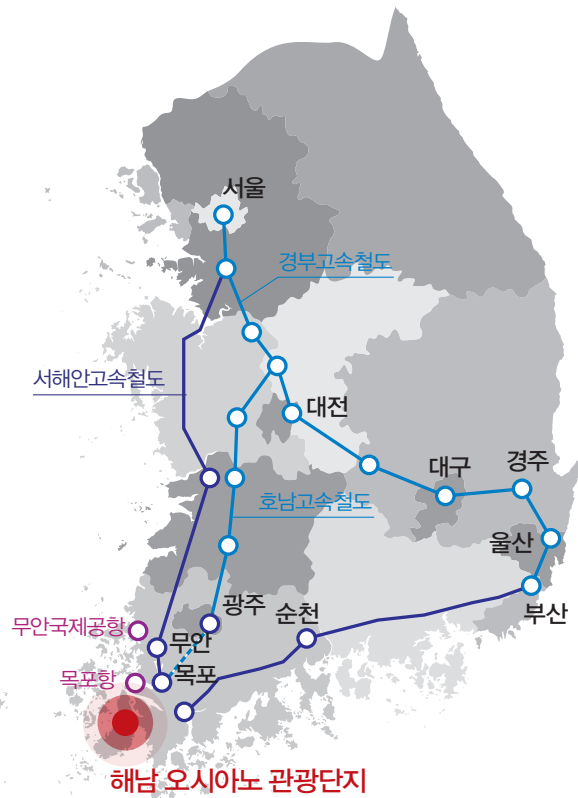 서울
경부고속철도
서해안고속철도
대전
대구
경주
호남고속철도
울산
부산
광주
순천
무안국제공항
무안
목포항
목포
해남 오시아노 관광단지